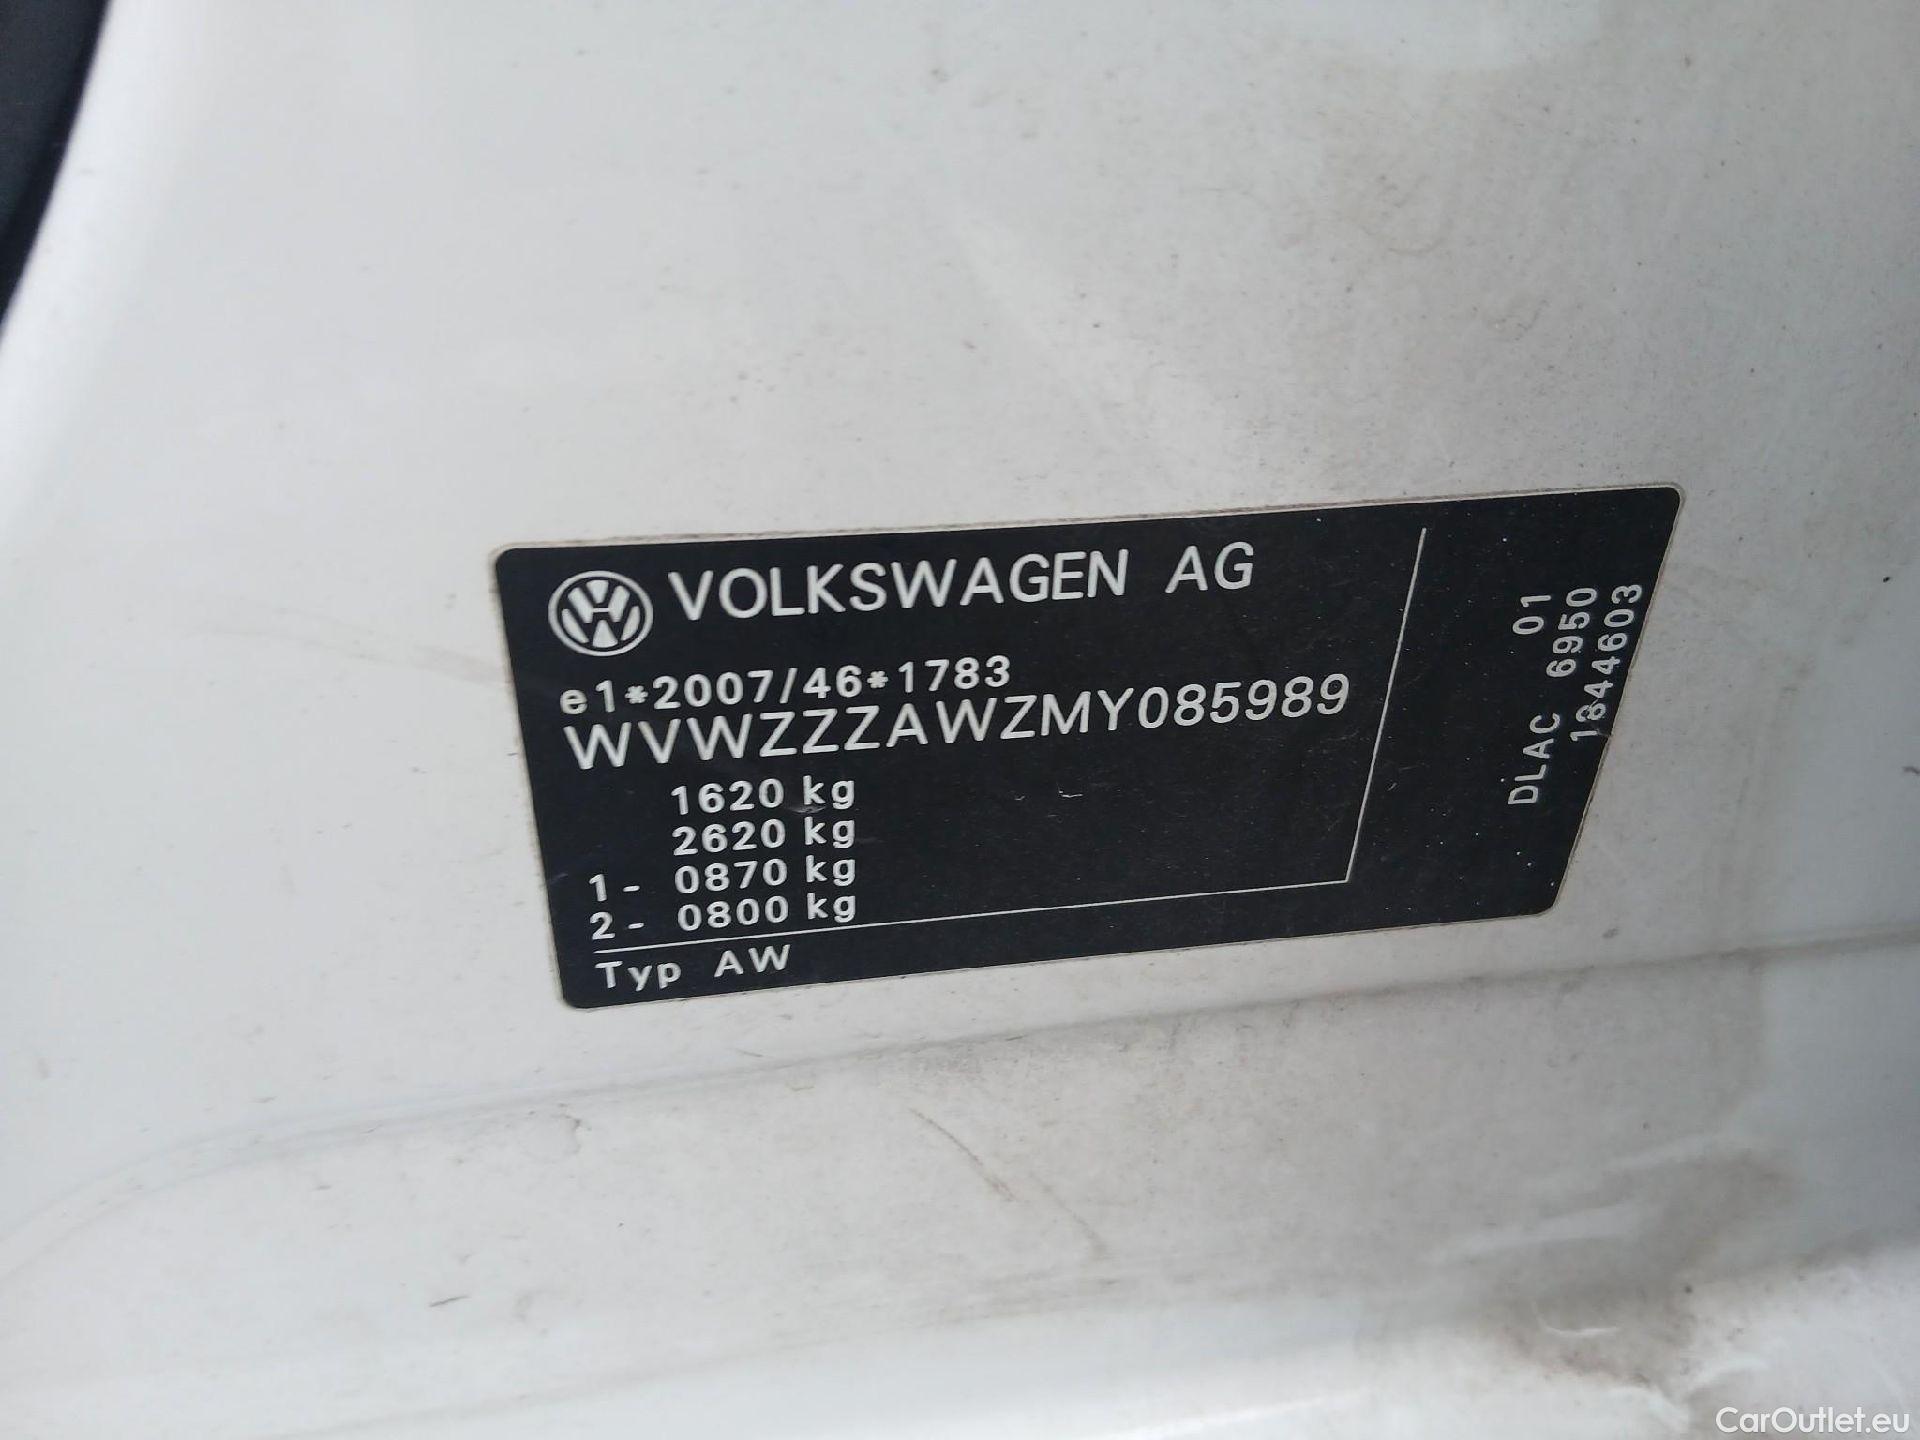 VOLKSWAGEN AG
e1*2007/46*1783
WVWZZZAWZMY085989
1620 kg
2620 kg
1- 0870 kg
2- 0800 kg
Typ AW
01
DLAC 6950
1844603
CarOutlet.eu